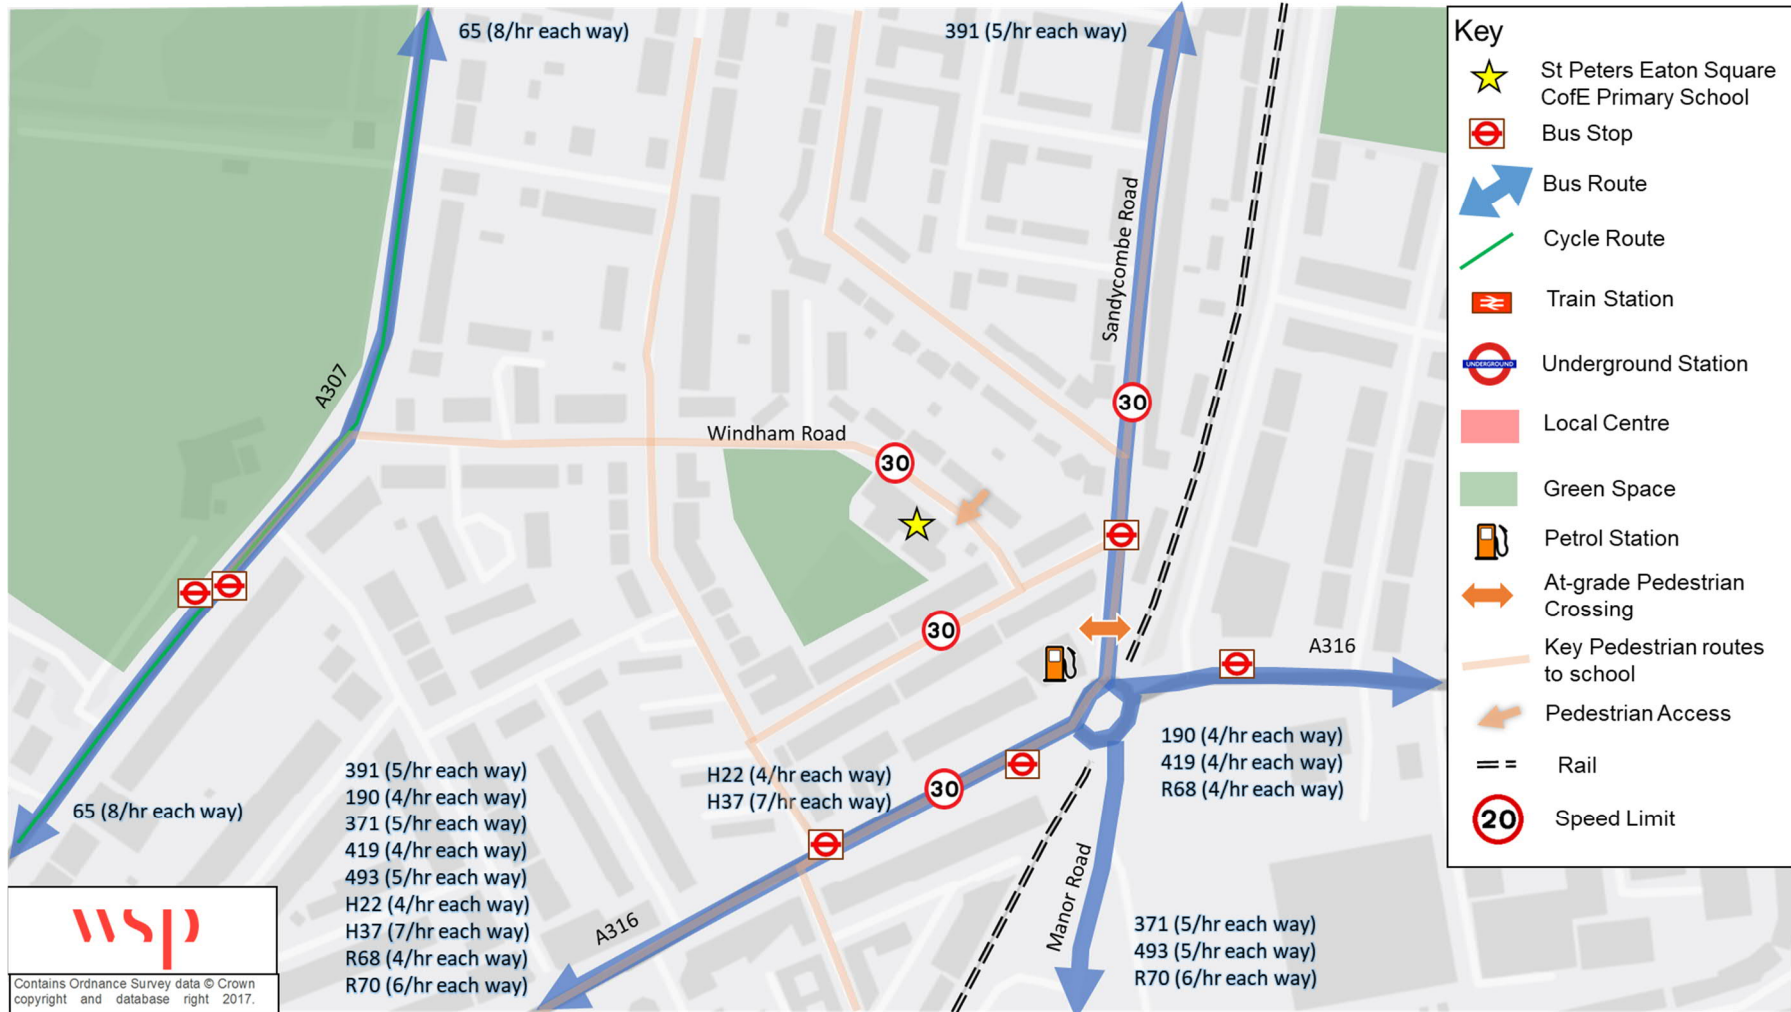 65 (8/hr each way)
391 (5/hr each way)
Sandycombe Road
A307
30
Windham Road
30
30
A316
190 (4/hr each way)
419 (4/hr each way)
R68 (4/hr each way)
H22 (4/hr each way)
H37 (7/hr each way)
30
391 (5/hr each way)
190 (4/hr each way)
371 (5/hr each way)
419 (4/hr each way)
493 (5/hr each way)
H22 (4/hr each way)
H37 (7/hr each way)
R68 (4/hr each way)
R70 (6/hr each way)
65 (8/hr each way)
A316
Manor Road
371 (5/hr each way)
493 (5/hr each way)
R70 (6/hr each way)
wsp
Contains Ordnance Survey data © Crown
copyright and database right 2017.
Key
St Peters Eaton Square
CofE Primary School
Bus Stop
Bus Route
Cycle Route
Train Station
UNDERGROUND
Underground Station
Local Centre
Green Space
Petrol Station
At-grade Pedestrian
Crossing
Key Pedestrian routes
to school
Pedestrian Access
Rail
20
Speed Limit